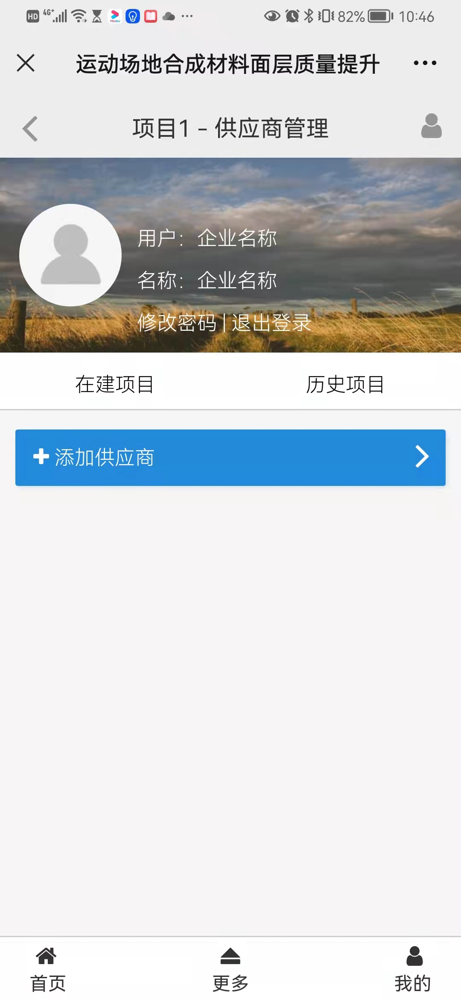 HD 4G+ YOUKU 82% 10:46
运动场地合成材料面层质量提升
项目1 - 供应商管理
用户：企业名称
名称：企业名称
修改密码 | 退出登录
在建项目 历史项目
添加供应商
首页 更多 我的